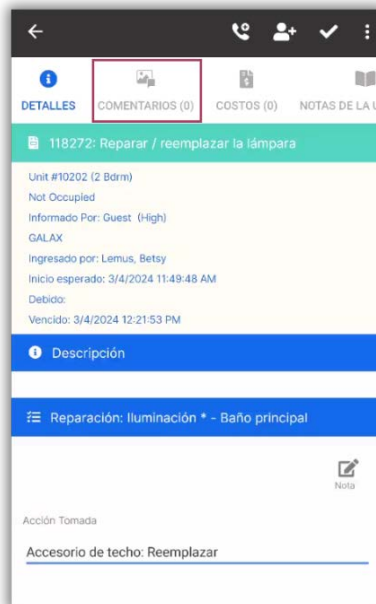 DETALLES COMENTARIOS (0) COSTOS (0) NOTAS DE LA
118272: Reparar / reemplazar la lámpara
Unit #10202 (2 Bdrm)
Not Occupied
Informado Por: Guest (High)
GALAX
Ingresado por: Lemus, Betsy
Inicio esperado: 3/4/2024 11:49:48 AM
Debido:
Vencido: 3/4/2024 12:21:53 PM
Descripción
Reparación: Iluminación * - Baño principal
Nota
Acción Tomada
Accesorio de techo: Reemplazar